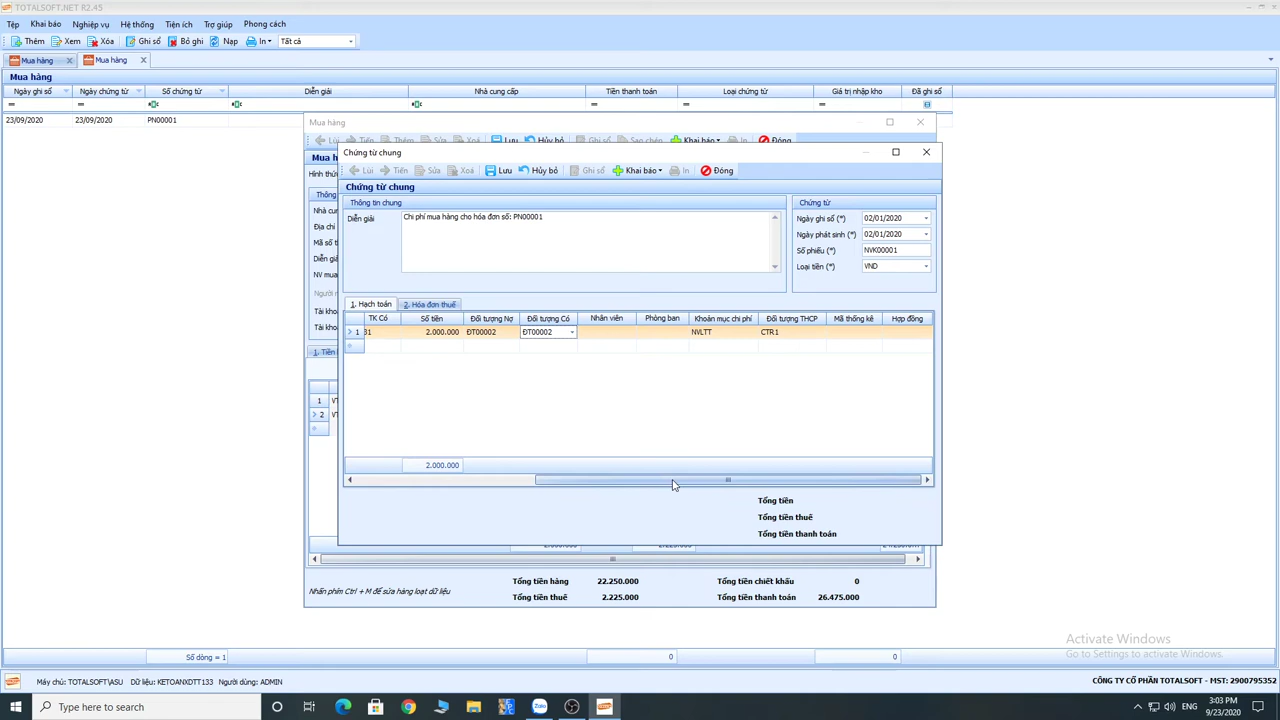 TOTALSOFT.NET R2.45
Tệp Khai báo Nghiệp vụ Hệ thống Tiện ích Trợ giúp Phong cách
Thêm Xem Xóa Ghi sổ Bỏ ghi Nạp In Tất cả
Mua hàng Mua hàng
Mua hàng
Ngày ghi sổ Ngày chứng từ Số chứng từ Diễn giải Nhà cung cấp Tiền thanh toán Loại chứng từ Giá trị nhập kho Đã ghi sổ
23/09/2020 23/09/2020 PN00001
Mua hàng
Lùi Tiến Thêm Sửa Xoá Lưu Hủy bỏ Ghi sổ Sao chép Khai báo In Đóng
Mua h
Hình thức
Thông
Nhà cun
Địa chỉ
Mã số t
Diễn giả
NV mua
Người n
Tài kho
Tài kho
1. Tiền
1 VT
2 VT
Chứng từ chung
Lùi Tiến Sửa Xoá Lưu Hủy bỏ Ghi sổ Khai báo In Đóng
Chứng từ chung
Thông tin chung
Diễn giải Chi phí mua hàng cho hóa đơn số: PN00001
Chứng từ
Ngày ghi sổ (*) 02/01/2020
Ngày phát sinh (*) 02/01/2020
Số phiếu (*) NVK00001
Loại tiền (*) VND
1. Hạch toán 2. Hóa đơn thuế
TK Có Số tiền Đối tượng Nợ Đối tượng Có Nhân viên Phòng ban Khoản mục chi phí Đối tượng THCP Mã thống kê Hợp đồng
1 31 2.000.000 ĐT00002 ĐT00002 NVLTT CTR1
2.000.000
Tổng tiền
Tổng tiền thuế
Tổng tiền thanh toán
Tổng tiền hàng 22.250.000 Tổng tiền chiết khấu 0
Nhấn phím Ctrl + M để sửa hàng loạt dữ liệu
Tổng tiền thuế 2.225.000 Tổng tiền thanh toán 26.475.000
Activate Windows
Go to Settings to activate Windows.
Số dòng = 1 0 0
Máy chủ: TOTALSOFT\ASU Dữ liệu: KETOANXDTT133 Người dùng: ADMIN CÔNG TY CỔ PHẦN TOTALSOFT - MST: 2900795352
Type here to search
ENG
3:03 PM
9/23/2020